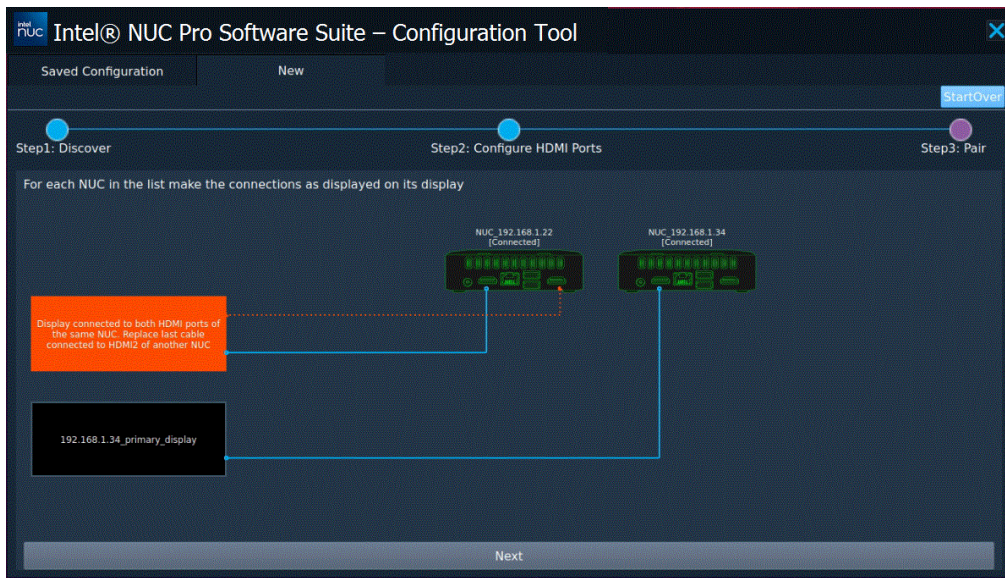 intel
nuc Intel® NUC Pro Software Suite – Configuration Tool
Saved Configuration New
StartOver
Step1: Discover Step2: Configure HDMI Ports Step3: Pair
For each NUC in the list make the connections as displayed on its display
NUC_192.168.1.22 NUC_192.168.1.34
[Connected] [Connected]
Display connected to both HDMI ports of
the same NUC. Replace last cable
connected to HDMI2 of another NUC
192.168.1.34_primary_display
Next